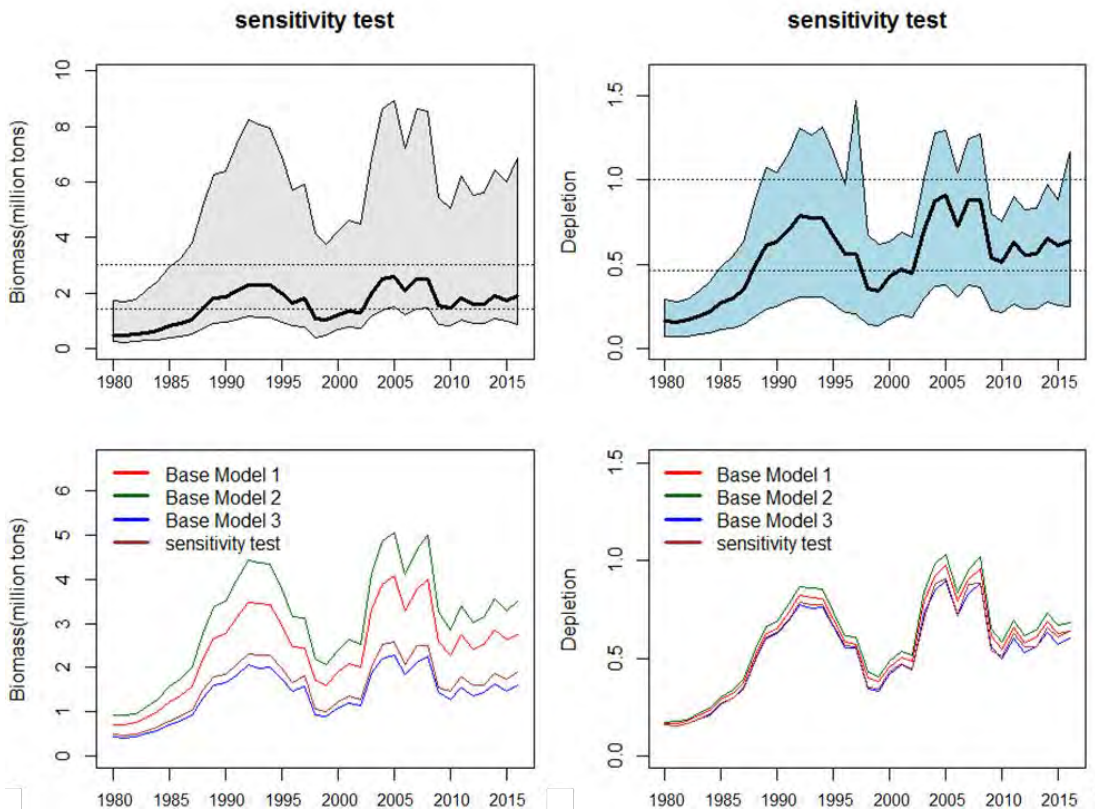 sensitivity test
Biomass(million tons)
10
8
6
4
2
0
1980 1985 1990 1995 2000 2005 2010 2015
sensitivity test
Depletion
1.5
1.0
0.5
0.0
1980 1985 1990 1995 2000 2005 2010 2015
Biomass(million tons)
6
5
4
3
2
1
0
Base Model 1
Base Model 2
Base Model 3
sensitivity test
1980 1985 1990 1995 2000 2005 2010 2015
Depletion
1.5
1.0
0.5
0.0
Base Model 1
Base Model 2
Base Model 3
sensitivity test
1980 1985 1990 1995 2000 2005 2010 2015